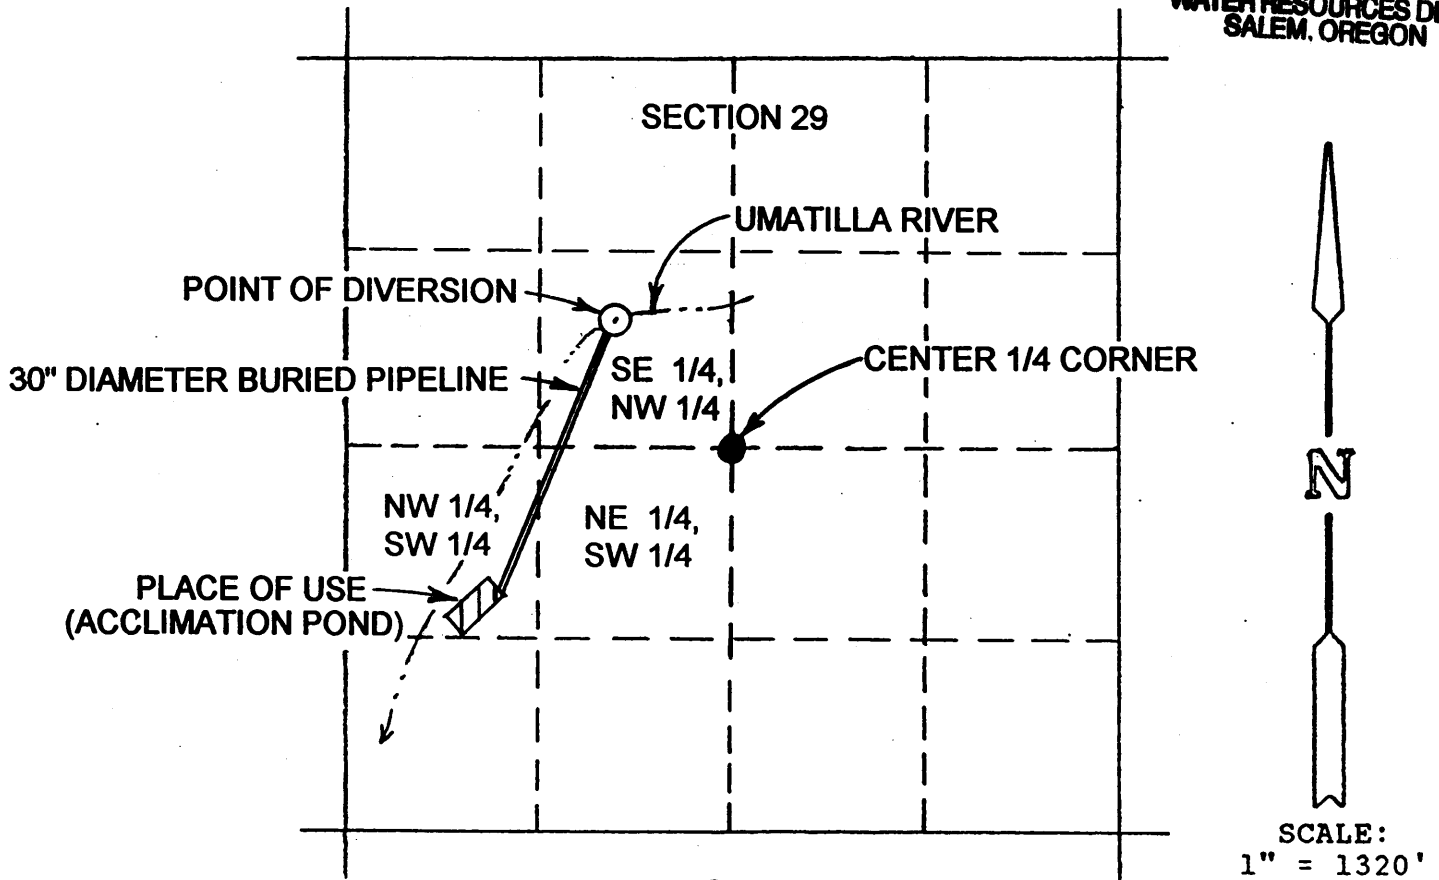 WATER RESOURCES
SALEM, OREGON
SECTION 29
UMATILLA RIVER
POINT OF DIVERSION
30" DIAMETER BURIED PIPELINE
SE 1/4,
NW 1/4
CENTER 1/4 CORNER
NW 1/4,
SW 1/4
NE 1/4,
SW 1/4
PLACE OF USE
(ACCLIMATION POND)
N
SCALE:
1" = 1320'